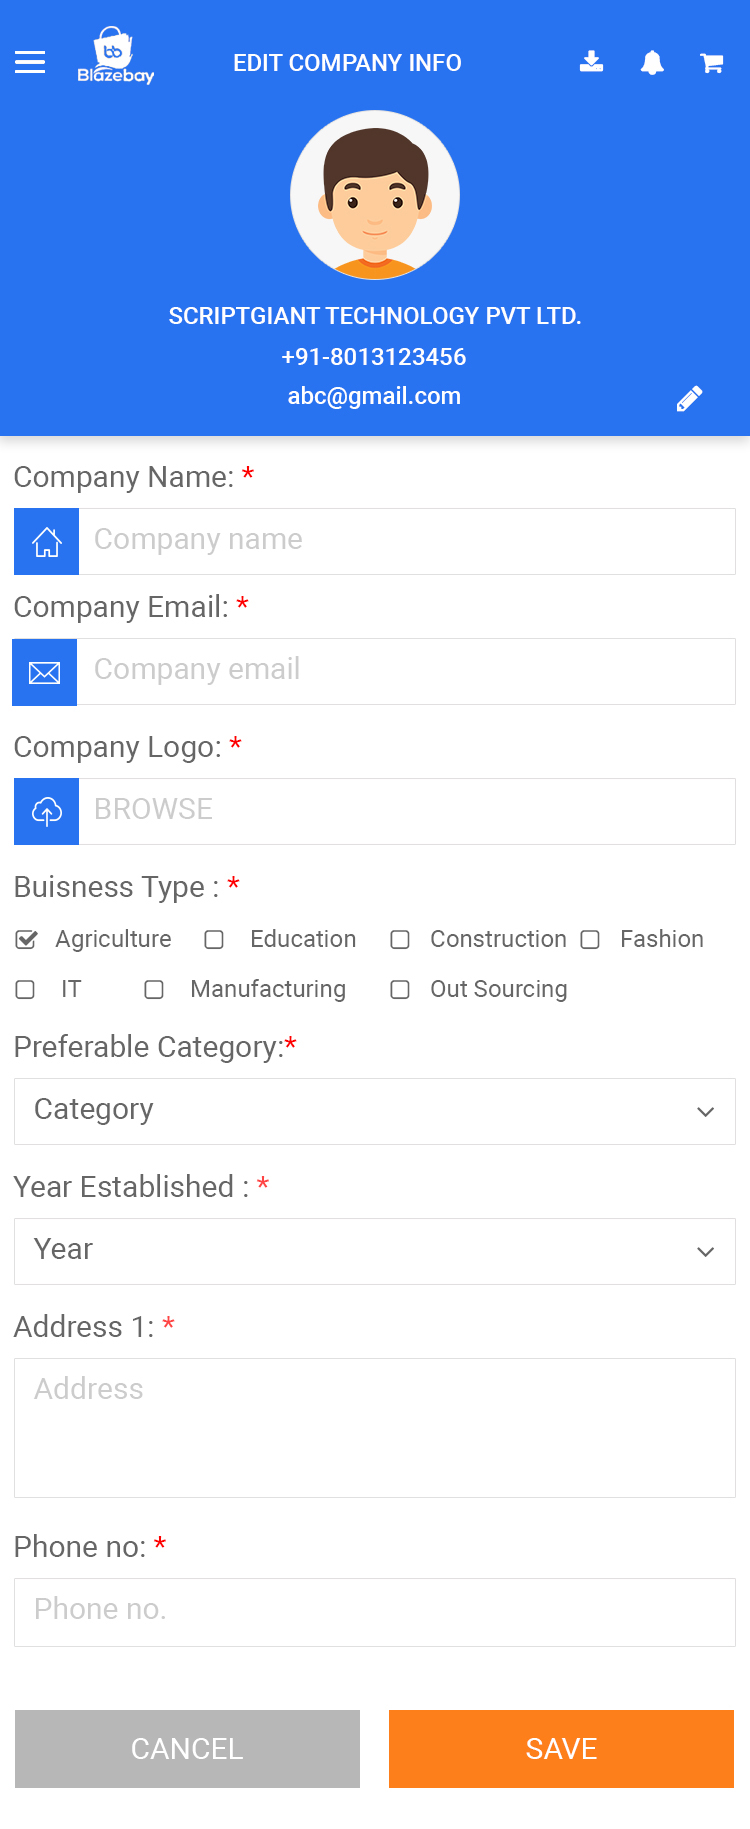 bb
Blazebay
EDIT COMPANY INFO
SCRIPTGIANT TECHNOLOGY PVT LTD.
+91-8013123456
abc@gmail.com
Company Name: *
Company name
Company Email: *
Company email
Company Logo: *
BROWSE
Buisness Type : *
Agriculture Education Construction Fashion
IT Manufacturing Out Sourcing
Preferable Category:*
Category
Year Established : *
Year
Address 1: *
Address
Phone no: *
Phone no.
CANCEL SAVE